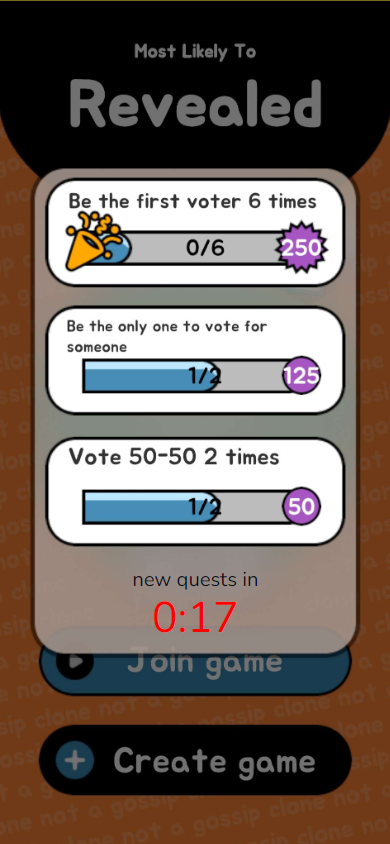 Most Likely To
Revealed
Be the first voter 6 times
0/6
250
Be the only one to vote for
someone
1/2
125
Vote 50-50 2 times
1/2
50
new quests in
0:17
Join game
Create game